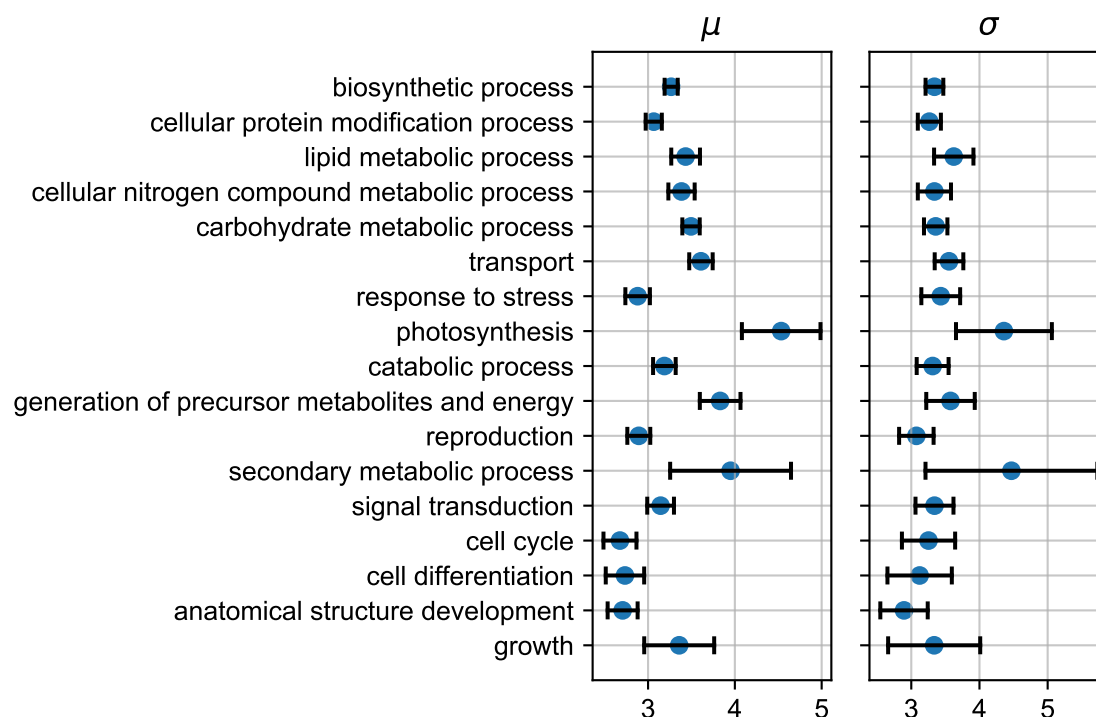 μ
σ
biosynthetic process
cellular protein modification process
lipid metabolic process
cellular nitrogen compound metabolic process
carbohydrate metabolic process
transport
response to stress
photosynthesis
catabolic process
generation of precursor metabolites and energy
reproduction
secondary metabolic process
signal transduction
cell cycle
cell differentiation
anatomical structure development
growth
3 4 5
3 4 5